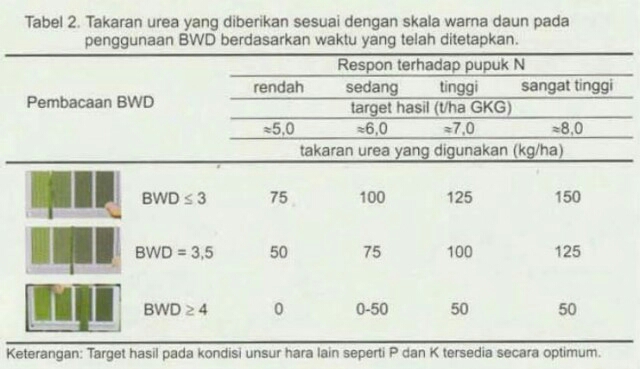 Tabel 2. Takaran urea yang diberikan sesuai dengan skala warna daun pada
penggunaan BWD berdasarkan waktu yang telah ditetapkan.
Pembacaan BWD
Respon terhadap pupuk N
rendah sedang tinggi sangat tinggi
target hasil (t/ha GKG)
≈5,0 ≈6,0 ≈7,0 ≈8,0
takaran urea yang digunakan (kg/ha)
BWD ≤ 3 75 100 125 150
BWD = 3,5 50 75 100 125
BWD ≥ 4 0 0-50 50 50
Keterangan: Target hasil pada kondisi unsur hara lain seperti P dan K tersedia secara optimum.